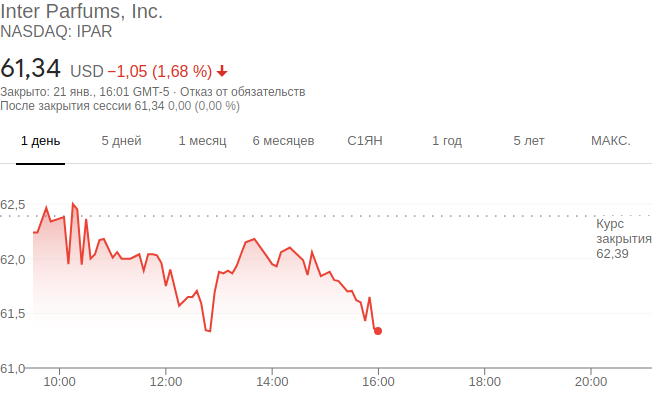 Inter Parfums, Inc.
NASDAQ: IPAR
61,34 USD −1,05 (1,68 %)
Закрыто: 21 янв., 16:01 GMT-5 · Отказ от обязательств
После закрытия сессии 61,34 0,00 (0,00 %)
1 день 5 дней 1 месяц 6 месяцев С1ЯН 1 год 5 лет МАКС.
62,5
Курс
закрытия
62,39
62,0
61,5
61,0
10:00 12:00 14:00 16:00 18:00 20:00